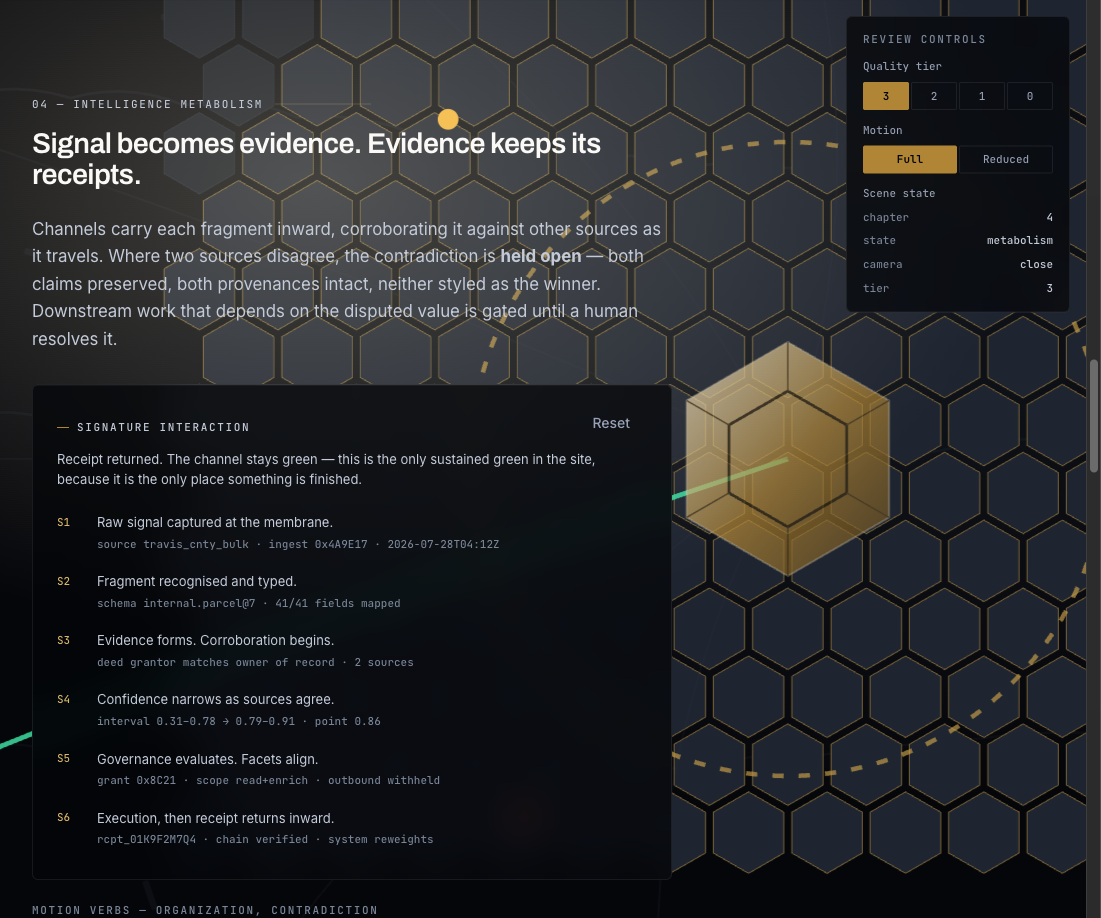 04 — INTELLIGENCE METABOLISM
Signal becomes evidence. Evidence keeps its
receipts.
Channels carry each fragment inward, corroborating it against other sources as
it travels. Where two sources disagree, the contradiction is held open — both
claims preserved, both provenances intact, neither styled as the winner.
Downstream work that depends on the disputed value is gated until a human
resolves it.
— SIGNATURE INTERACTION
Reset
Receipt returned. The channel stays green — this is the only sustained green in the site,
because it is the only place something is finished.
S1 Raw signal captured at the membrane.
source travis_cnty_bulk · ingest 0x4A9E17 · 2026-07-28T04:12Z
S2 Fragment recognised and typed.
schema internal.parcel@7 · 41/41 fields mapped
S3 Evidence forms. Corroboration begins.
deed grantor matches owner of record · 2 sources
S4 Confidence narrows as sources agree.
interval 0.31–0.78 → 0.79–0.91 · point 0.86
S5 Governance evaluates. Facets align.
grant 0x8C21 · scope read+enrich · outbound withheld
S6 Execution, then receipt returns inward.
rcpt_01K9F2M7Q4 · chain verified · system reweights
MOTION VERBS — ORGANIZATION, CONTRADICTION
REVIEW CONTROLS
Quality tier
3 2 1 0
Motion
Full Reduced
Scene state
chapter 4
state metabolism
camera close
tier 3